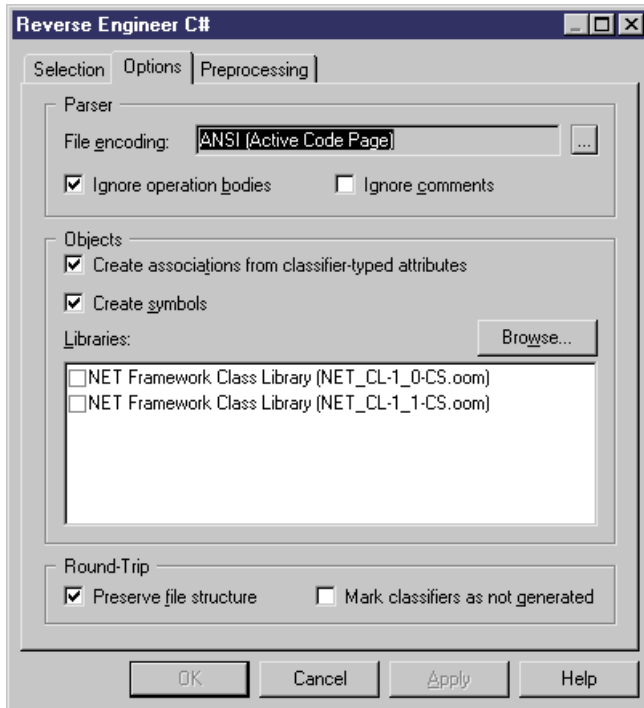 Reverse Engineer C#
Selection Options Preprocessing
Parser
File encoding: ANSI (Active Code Page) ...
Ignore operation bodies Ignore comments
Objects
Create associations from classifier-typed attributes
Create symbols
Libraries: Browse...
NET Framework Class Library (NET_CL-1_0-CS.oom)
NET Framework Class Library (NET_CL-1_1-CS.oom)
Round-Trip
Preserve file structure Mark classifiers as not generated
OK Cancel Apply Help